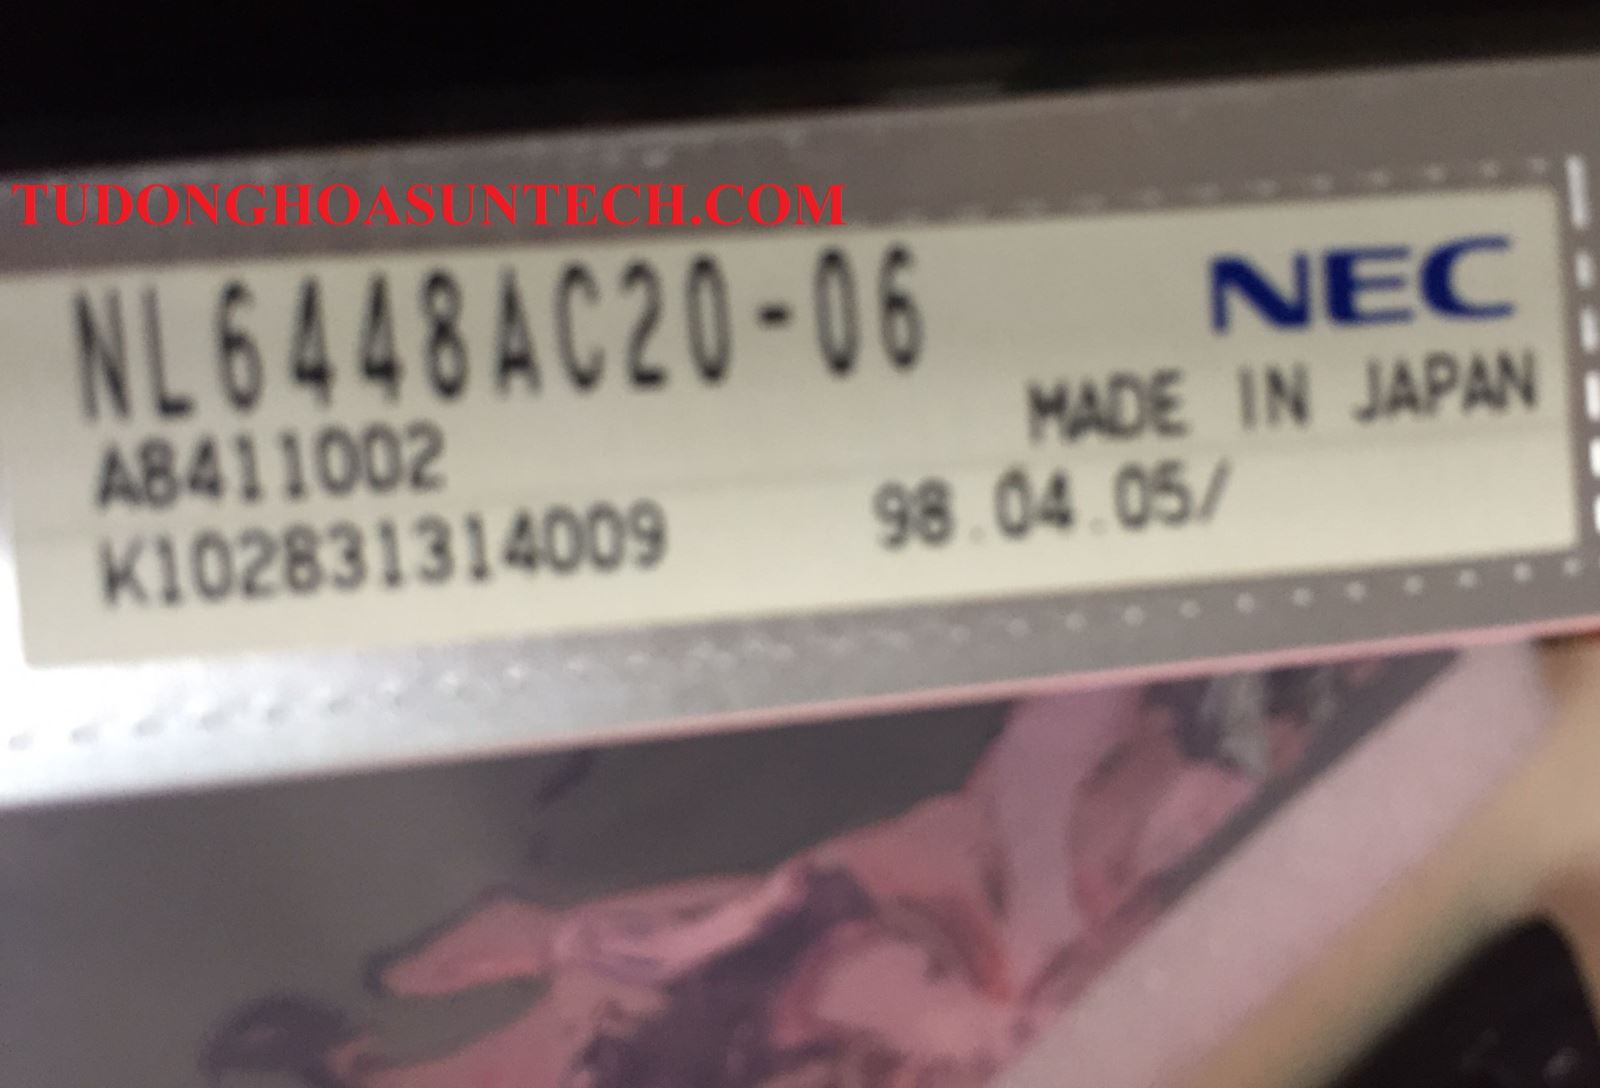 TUDONGHOASUNTECH.COM
NL6448AC20-06
NEC
MADE IN JAPAN
A8411002
K102831314009
98.04.05/